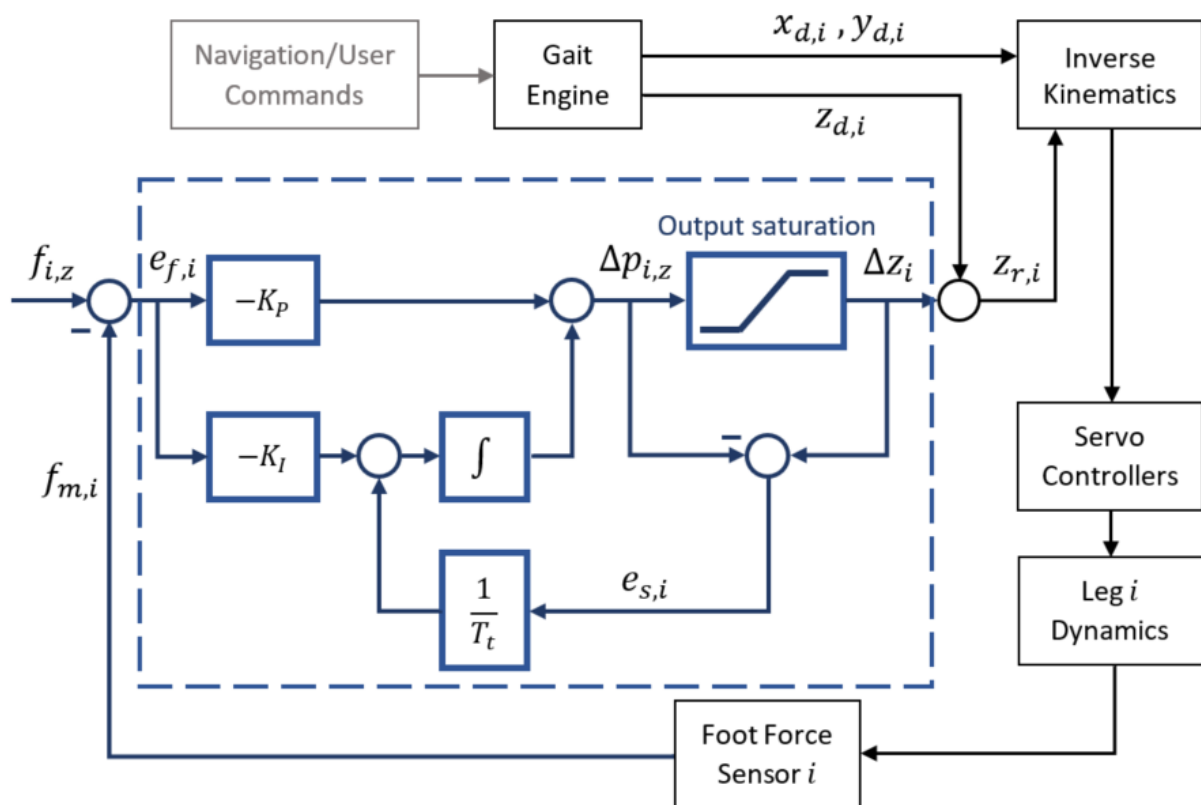 Navigation/User
Commands
Gait
Engine
x_{d,i} , y_{d,i}
z_{d,i}
Inverse
Kinematics
Output saturation
f_{i,z}
e_{f,i}
−K_P
Δp_{i,z}
Δz_i
z_{r,i}
−
−K_I
∫
−
f_{m,i}
Servo
Controllers
1
T_t
e_{s,i}
Leg i
Dynamics
Foot Force
Sensor i